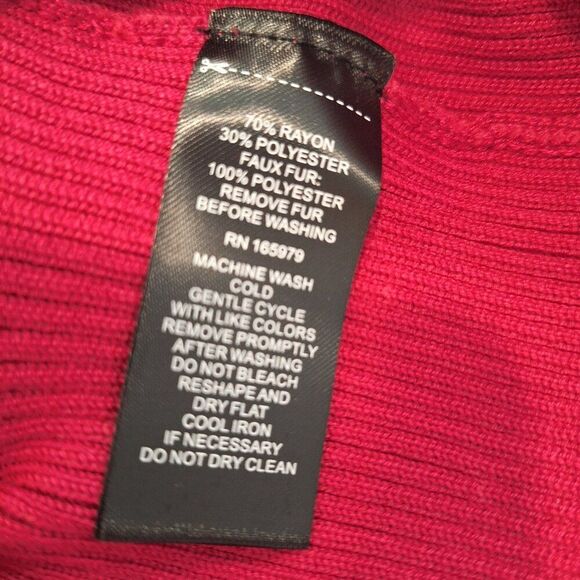 70% RAYON
30% POLYESTER
FAUX FUR:
100% POLYESTER
REMOVE FUR
BEFORE WASHING
RN 165979
MACHINE WASH
COLD
GENTLE CYCLE
WITH LIKE COLORS
REMOVE PROMPTLY
AFTER WASHING
DO NOT BLEACH
RESHAPE AND
DRY FLAT
COOL IRON
IF NECESSARY
DO NOT DRY CLEAN